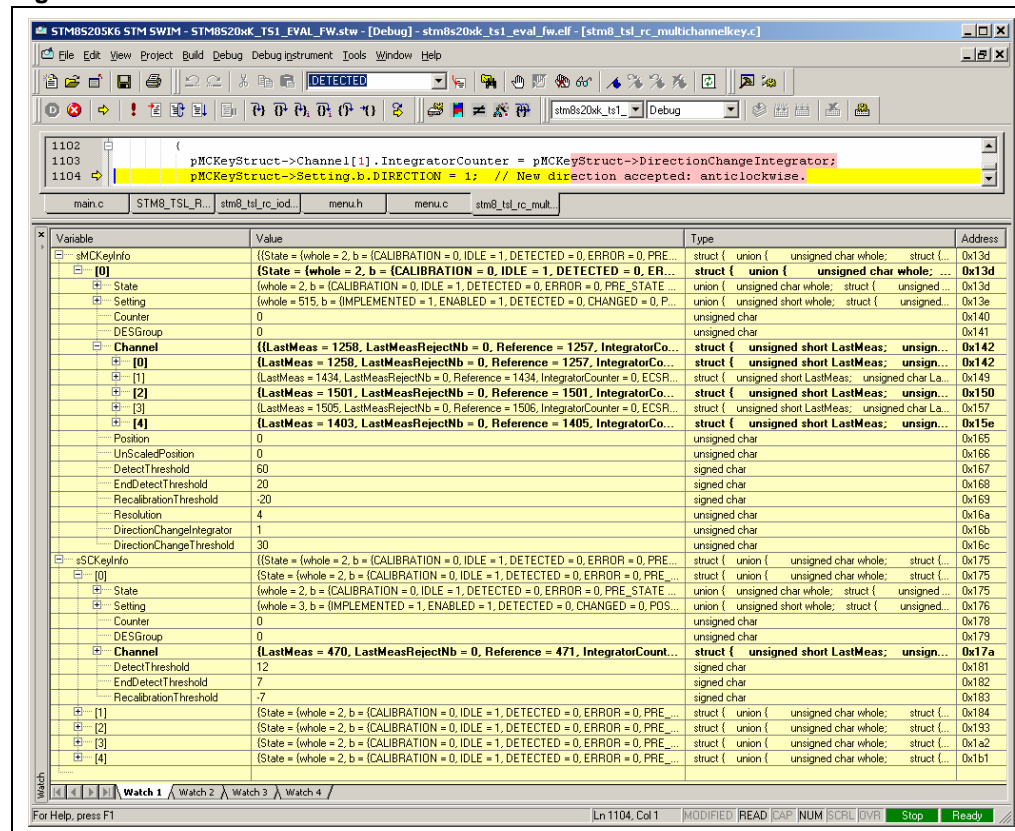 STM8S205K6 STM SWIM - STM8S20xK_TS1_EVAL_FW.stw - [Debug] - stm8s20xk_ts1_eval_fw.elf - [stm8_tsl_rc_multichannelkey.c]
File Edit View Project Build Debug Debug instrument Tools Window Help
DETECTED
stm8s20xk_ts1_ Debug
1102 {
1103 pMCKeyStruct->Channel[1].IntegratorCounter = pMCKeyStruct->DirectionChangeIntegrator;
1104 pMCKeyStruct->Setting.b.DIRECTION = 1; // New direction accepted: anticlockwise.
main.c STM8_TSL_R... stm8_tsl_rc_iod... menu.h menu.c stm8_tsl_rc_mult...
Variable Value Type Address
sMCKeyInfo {{State = {whole = 2, b = {CALIBRATION = 0, IDLE = 1, DETECTED = 0, ERROR = 0, PRE... struct { union { unsigned char whole; struct {... 0x13d
[0] {State = {whole = 2, b = {CALIBRATION = 0, IDLE = 1, DETECTED = 0, ER... struct { union { unsigned char whole; ... 0x13d
State {whole = 2, b = {CALIBRATION = 0, IDLE = 1, DETECTED = 0, ERROR = 0, PRE_STATE ... union { unsigned char whole; struct { unsigned ... 0x13d
Setting {whole = 515, b = {IMPLEMENTED = 1, ENABLED = 1, DETECTED = 0, CHANGED = 0, P... union { unsigned short whole; struct { unsigned... 0x13e
Counter 0 unsigned char 0x140
DESGroup 0 unsigned char 0x141
Channel {{LastMeas = 1258, LastMeasRejectNb = 0, Reference = 1257, IntegratorCo... struct { unsigned short LastMeas; unsign... 0x142
[0] {LastMeas = 1258, LastMeasRejectNb = 0, Reference = 1257, IntegratorCo... struct { unsigned short LastMeas; unsign... 0x142
[1] {LastMeas = 1434, LastMeasRejectNb = 0, Reference = 1434, IntegratorCounter = 0, ECSR... struct { unsigned short LastMeas; unsigned char La... 0x149
[2] {LastMeas = 1501, LastMeasRejectNb = 0, Reference = 1501, IntegratorCo... struct { unsigned short LastMeas; unsign... 0x150
[3] {LastMeas = 1505, LastMeasRejectNb = 0, Reference = 1506, IntegratorCounter = 0, ECSR... struct { unsigned short LastMeas; unsigned char La... 0x157
[4] {LastMeas = 1403, LastMeasRejectNb = 0, Reference = 1405, IntegratorCo... struct { unsigned short LastMeas; unsign... 0x15e
Position 0 unsigned char 0x165
UnScaledPosition 0 unsigned char 0x166
DetectThreshold 60 signed char 0x167
EndDetectThreshold 20 signed char 0x168
RecalibrationThreshold -20 signed char 0x169
Resolution 4 unsigned char 0x16a
DirectionChangeIntegrator 1 unsigned char 0x16b
DirectionChangeThreshold 30 unsigned char 0x16c
sSCKeyInfo {{State = {whole = 2, b = {CALIBRATION = 0, IDLE = 1, DETECTED = 0, ERROR = 0, PRE... struct { union { unsigned char whole; struct {... 0x175
[0] {State = {whole = 2, b = {CALIBRATION = 0, IDLE = 1, DETECTED = 0, ERROR = 0, PRE_... struct { union { unsigned char whole; struct {... 0x175
State {whole = 2, b = {CALIBRATION = 0, IDLE = 1, DETECTED = 0, ERROR = 0, PRE_STATE ... union { unsigned char whole; struct { unsigned ... 0x175
Setting {whole = 3, b = {IMPLEMENTED = 1, ENABLED = 1, DETECTED = 0, CHANGED = 0, POS... union { unsigned short whole; struct { unsigned... 0x176
Counter 0 unsigned char 0x178
DESGroup 0 unsigned char 0x179
Channel {LastMeas = 470, LastMeasRejectNb = 0, Reference = 471, IntegratorCount... struct { unsigned short LastMeas; unsign... 0x17a
DetectThreshold 12 signed char 0x181
EndDetectThreshold 7 signed char 0x182
RecalibrationThreshold -7 signed char 0x183
[1] {State = {whole = 2, b = {CALIBRATION = 0, IDLE = 1, DETECTED = 0, ERROR = 0, PRE_... struct { union { unsigned char whole; struct {... 0x184
[2] {State = {whole = 2, b = {CALIBRATION = 0, IDLE = 1, DETECTED = 0, ERROR = 0, PRE_... struct { union { unsigned char whole; struct {... 0x193
[3] {State = {whole = 2, b = {CALIBRATION = 0, IDLE = 1, DETECTED = 0, ERROR = 0, PRE_... struct { union { unsigned char whole; struct {... 0x1a2
[4] {State = {whole = 2, b = {CALIBRATION = 0, IDLE = 1, DETECTED = 0, ERROR = 0, PRE_... struct { union { unsigned char whole; struct {... 0x1b1
Watch
Watch 1 Watch 2 Watch 3 Watch 4
For Help, press F1 Ln 1104, Col 1 MODIFIED READ CAP NUM SCRL OVR Stop Ready